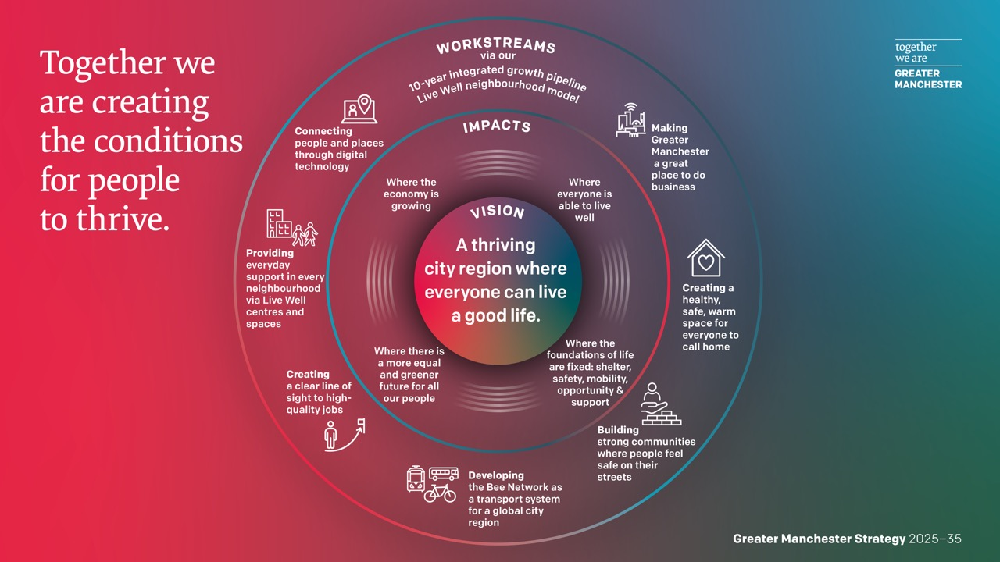 Together we
are creating
the conditions
for people
to thrive.
together
we are
GREATER
MANCHESTER
WORKSTREAMS
via our
10-year integrated growth pipeline
Live Well neighbourhood model
Making
Greater
Manchester
a great
place to do
business
Creating a
healthy,
safe, warm
space for
everyone to
call home
Building
strong communities
where people feel
safe on their
streets
Developing
the Bee Network as
a transport system
for a global city
region
Creating
a clear line of
sight to high-
quality jobs
Providing
everyday
support in every
neighbourhood
via Live Well
centres and
spaces
Connecting
people and places
through digital
technology
IMPACTS
Where the
economy is
growing
Where
everyone is
able to live
well
Where the
foundations of life
are fixed: shelter,
safety, mobility,
opportunity &
support
Where there is
a more equal
and greener
future for all
our people
VISION
A thriving
city region where
everyone can live
a good life.
Greater Manchester Strategy 2025–35